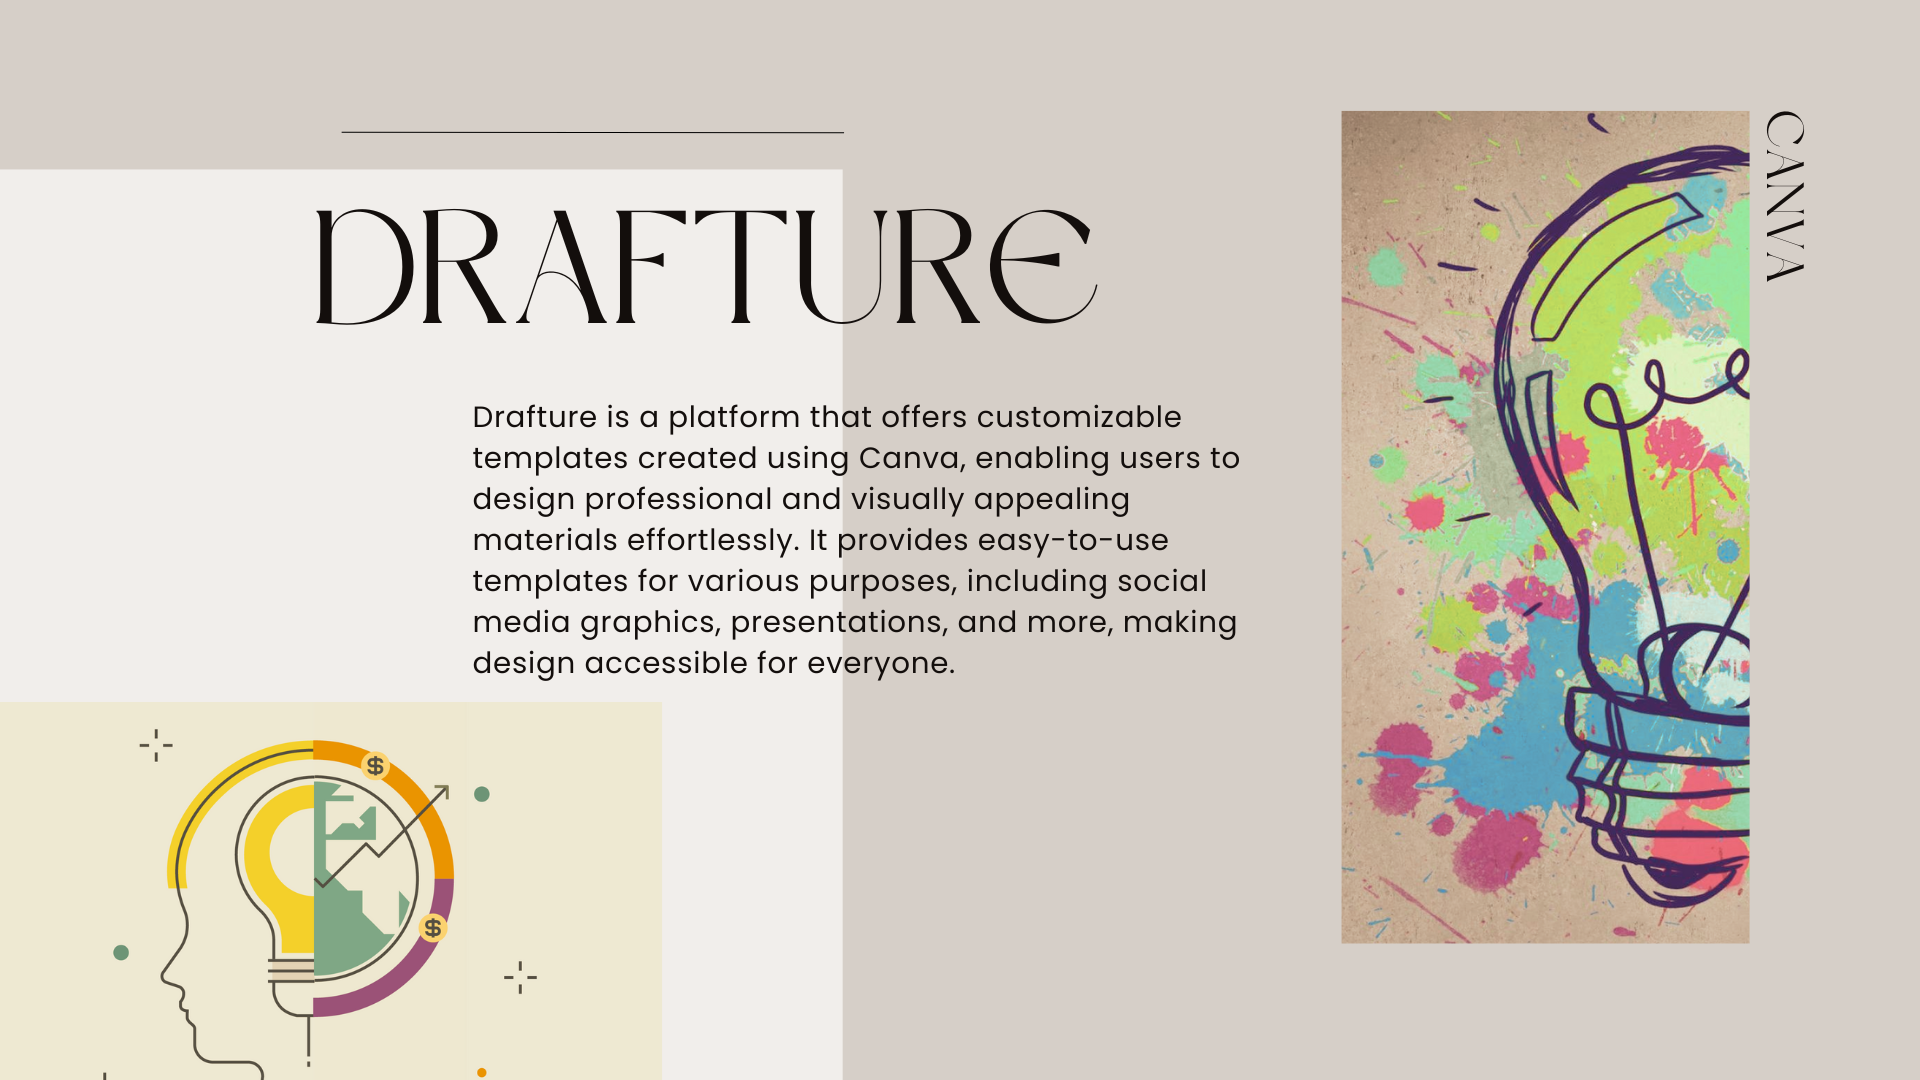 DRAFTURE
Drafture is a platform that offers customizable
templates created using Canva, enabling users to
design professional and visually appealing
materials effortlessly. It provides easy-to-use
templates for various purposes, including social
media graphics, presentations, and more, making
design accessible for everyone.
CANVA
$
$